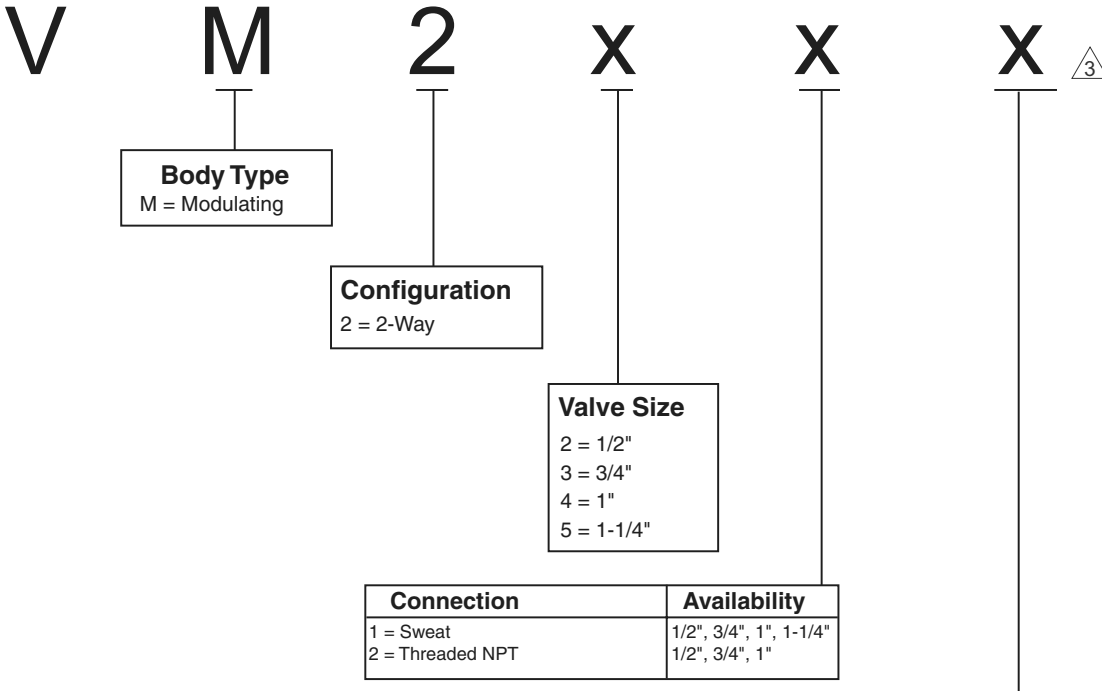 V M 2 x x x 3
Body Type
M = Modulating
Configuration
2 = 2-Way
Valve Size
2 = 1/2"
3 = 3/4"
4 = 1"
5 = 1-1/4"
Connection Availability
1 = Sweat 1/2", 3/4", 1", 1-1/4"
2 = Threaded NPT 1/2", 3/4", 1"